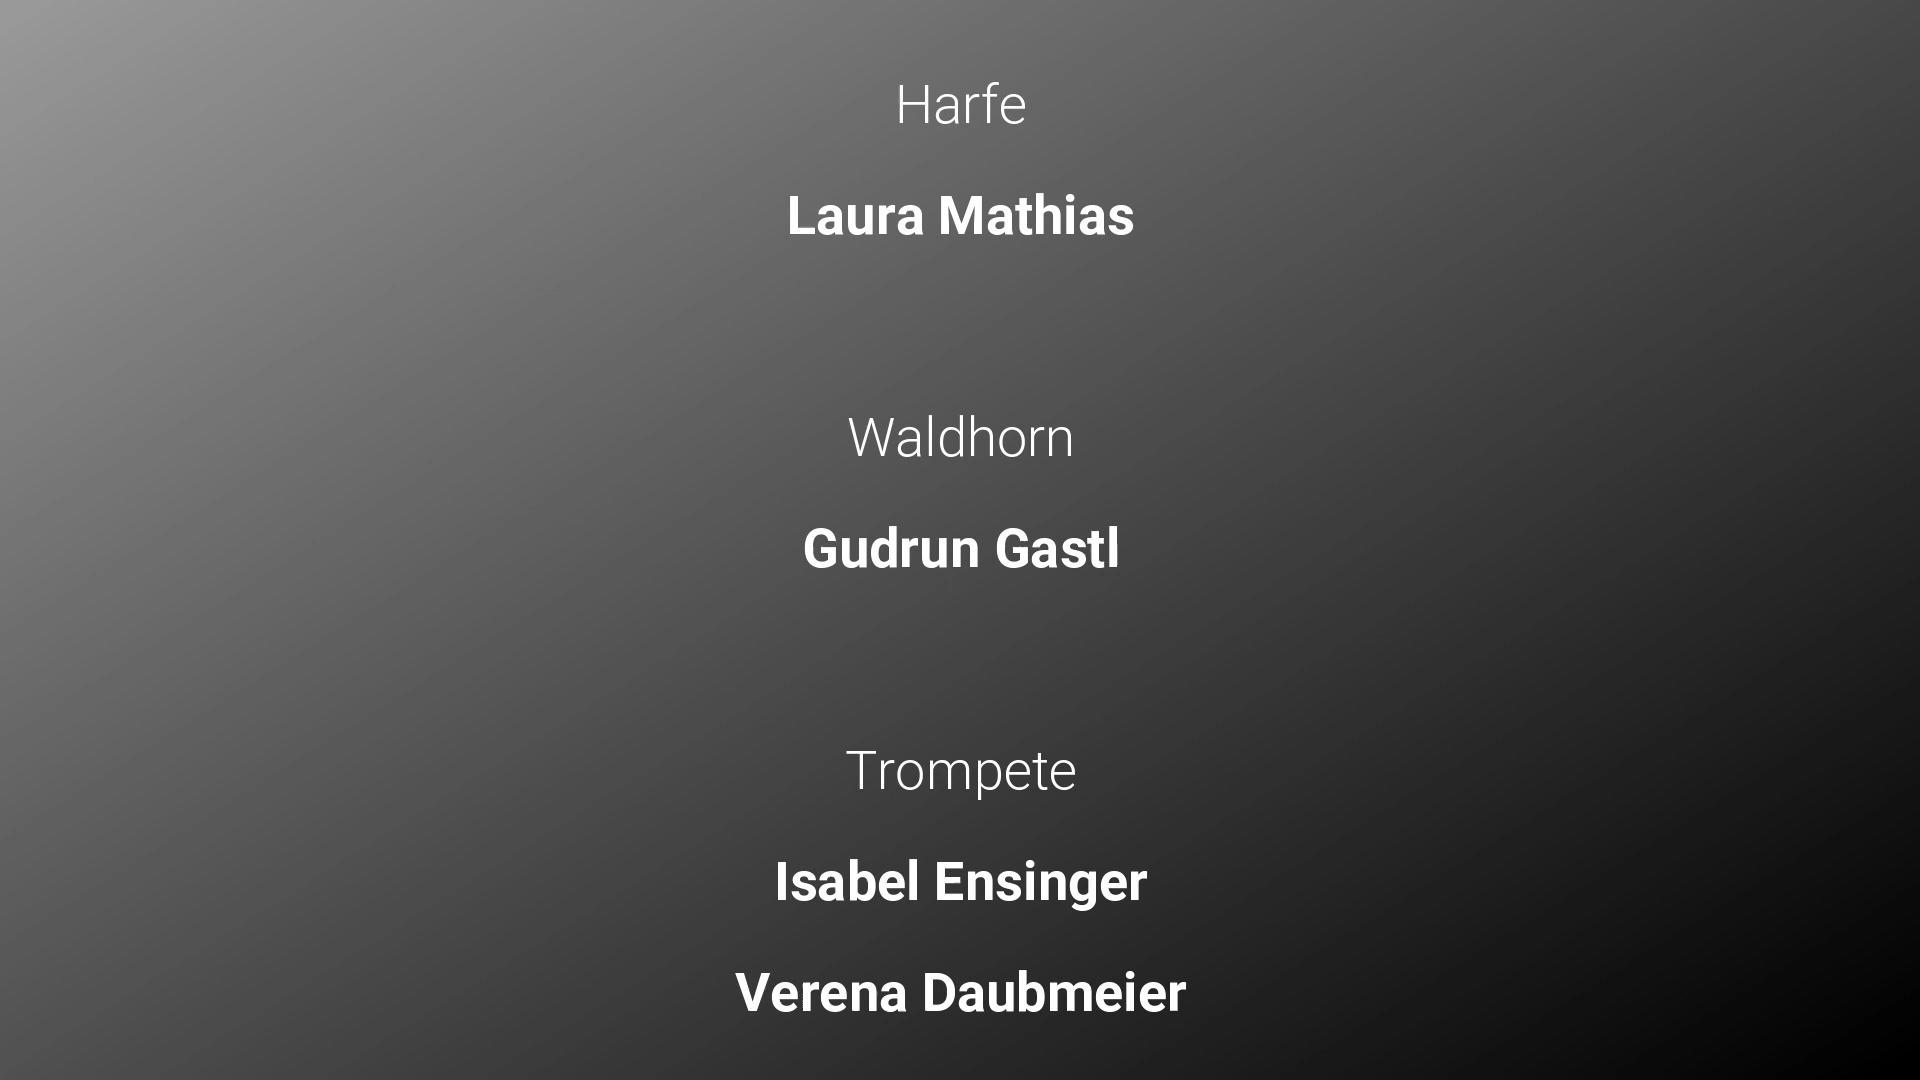 Harfe
Laura Mathias
Waldhorn
Gudrun Gastl
Trompete
Isabel Ensinger
Verena Daubmeier